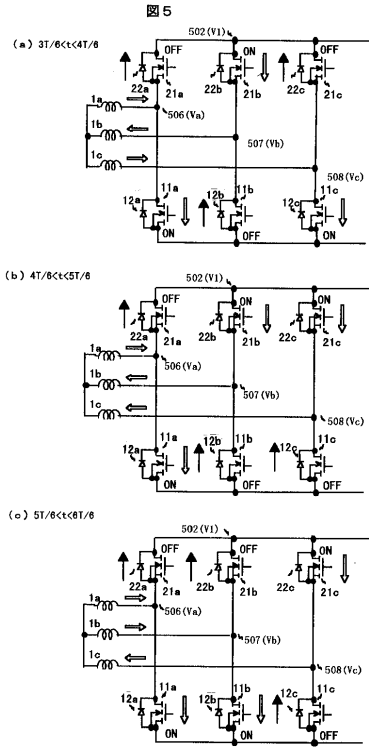 図5
(a) 3T/6<t<4T/6
502(V1)
OFF ON OFF
22a 21a 22b 21b 22c 21c
1a
506(Va)
1b
507(Vb)
1c
508(Vc)
12a 11a 12b 11b 12c 11c
ON OFF ON
(b) 4T/6<t<5T/6
502(V1)
OFF ON ON
22a 21a 22b 21b 22c 21c
1a
506(Va)
1b
507(Vb)
1c
508(Vc)
12a 11a 12b 11b 12c 11c
ON OFF OFF
(c) 5T/6<t<6T/6
502(V1)
OFF OFF ON
22a 21a 22b 21b 22c 21c
1a
506(Va)
1b
507(Vb)
1c
508(Vc)
12a 11a 12b 11b 12c 11c
ON ON OFF